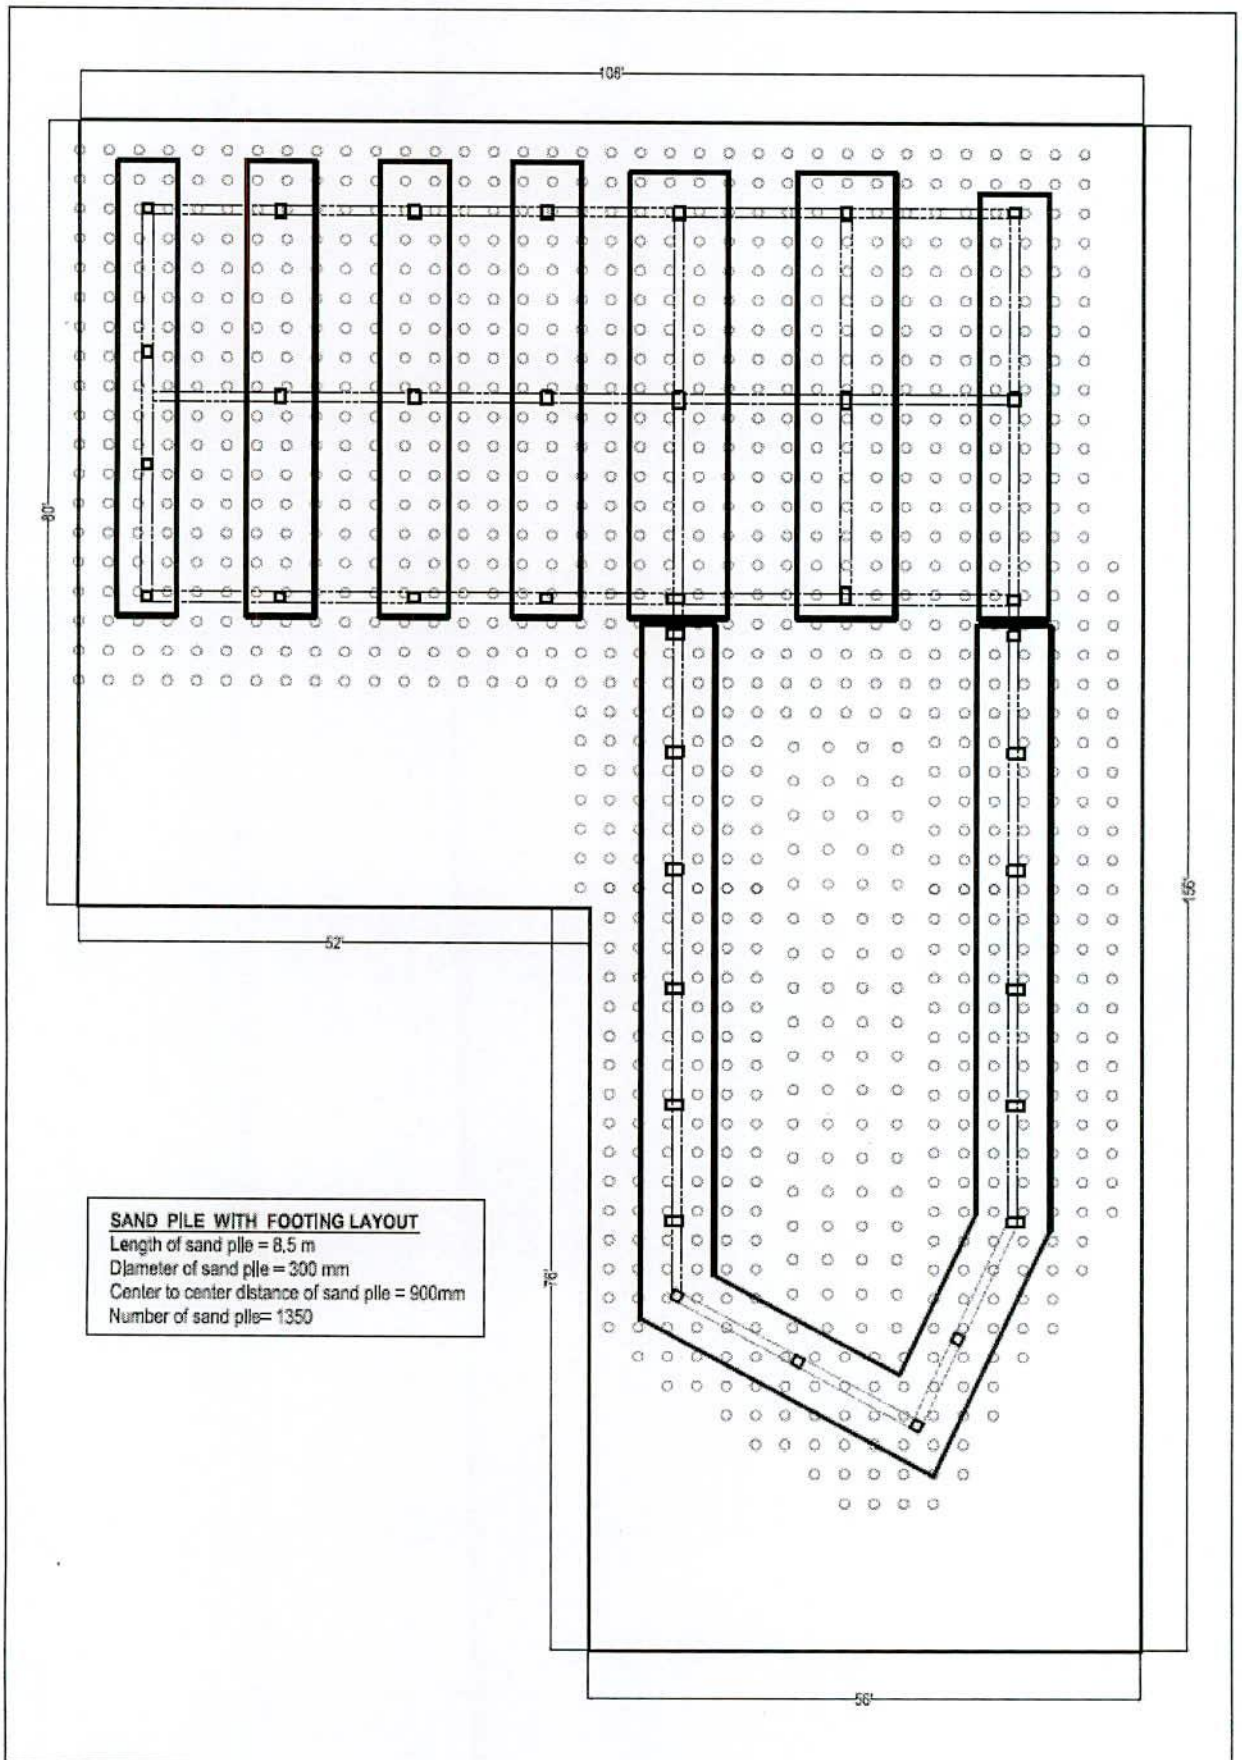 108'
80'
156'
52'
76'
SAND PILE WITH FOOTING LAYOUT
Length of sand pile = 8.5 m
Diameter of sand pile = 300 mm
Center to center distance of sand pile = 900mm
Number of sand pile= 1350
56'